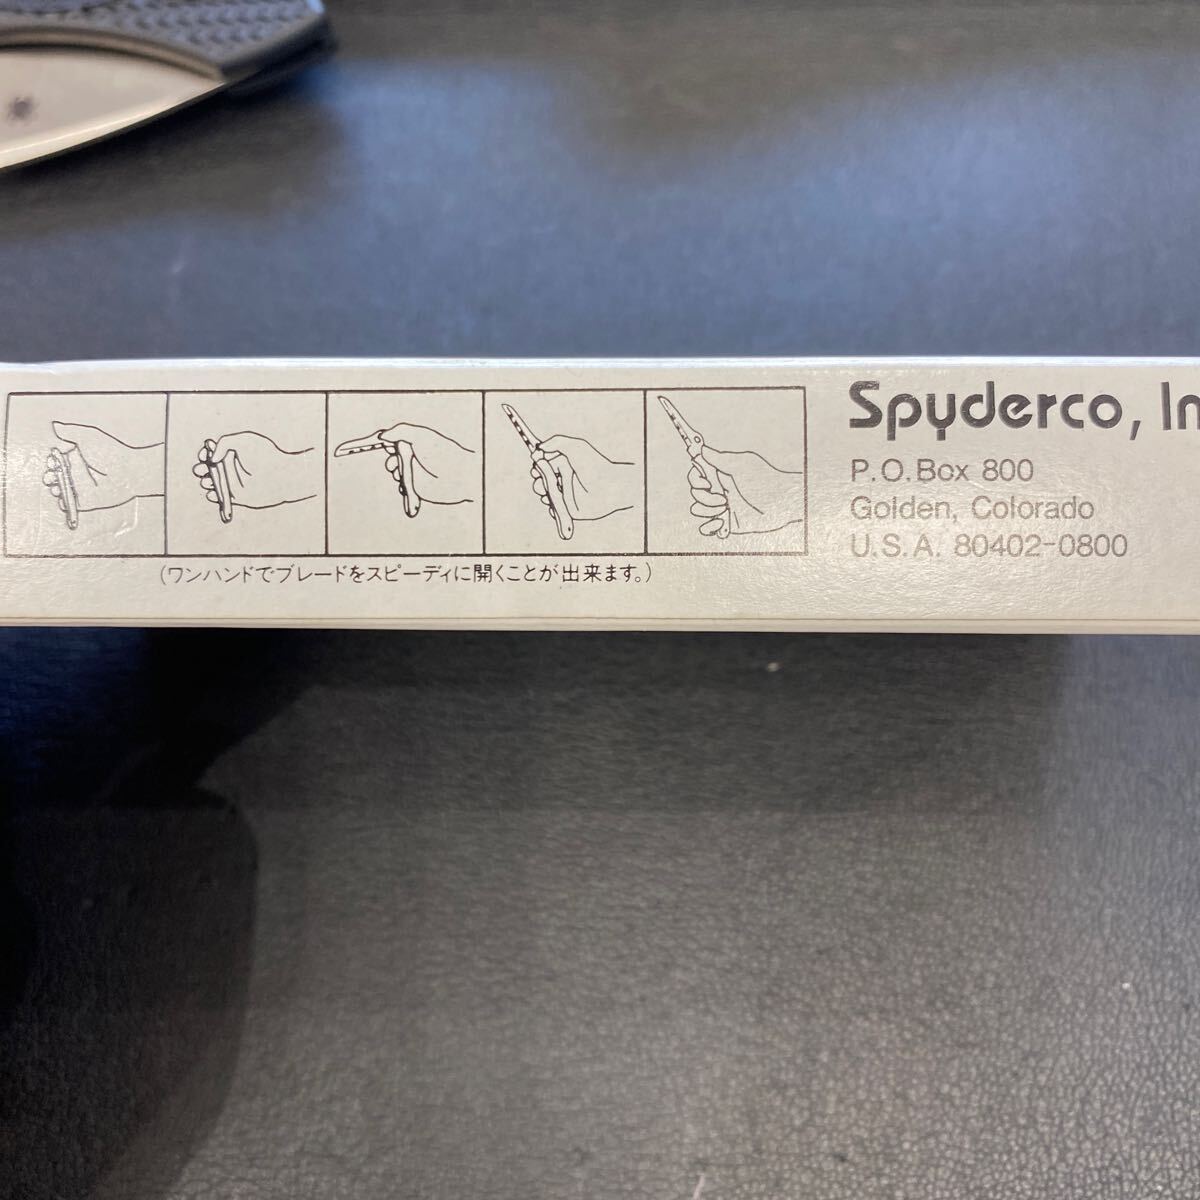 (ワンハンドでブレードをスピーディに開くことが出来ます。)
Spyderco, In
P.O.Box 800
Golden, Colorado
U.S.A. 80402-0800